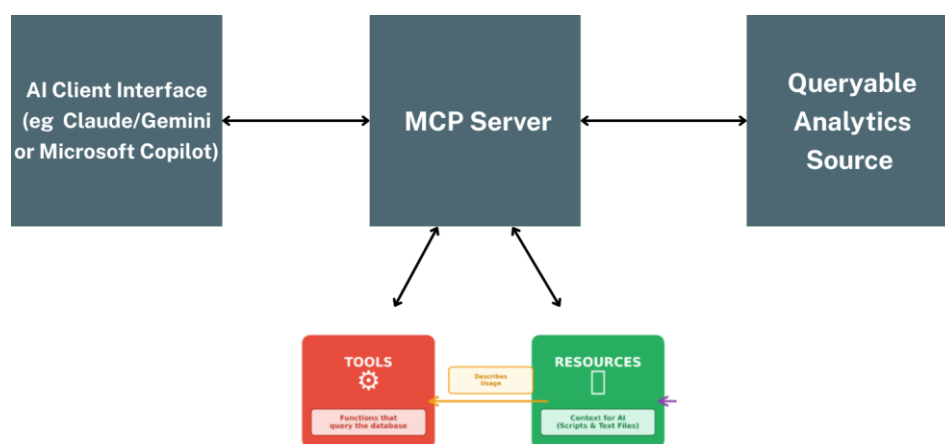 AI Client Interface
(eg Claude/Gemini
or Microsoft Copilot)
MCP Server
Queryable
Analytics
Source
TOOLS
Functions that
query the database
Describes
Usage
RESOURCES
Context for AI
(Scripts & Text Files)